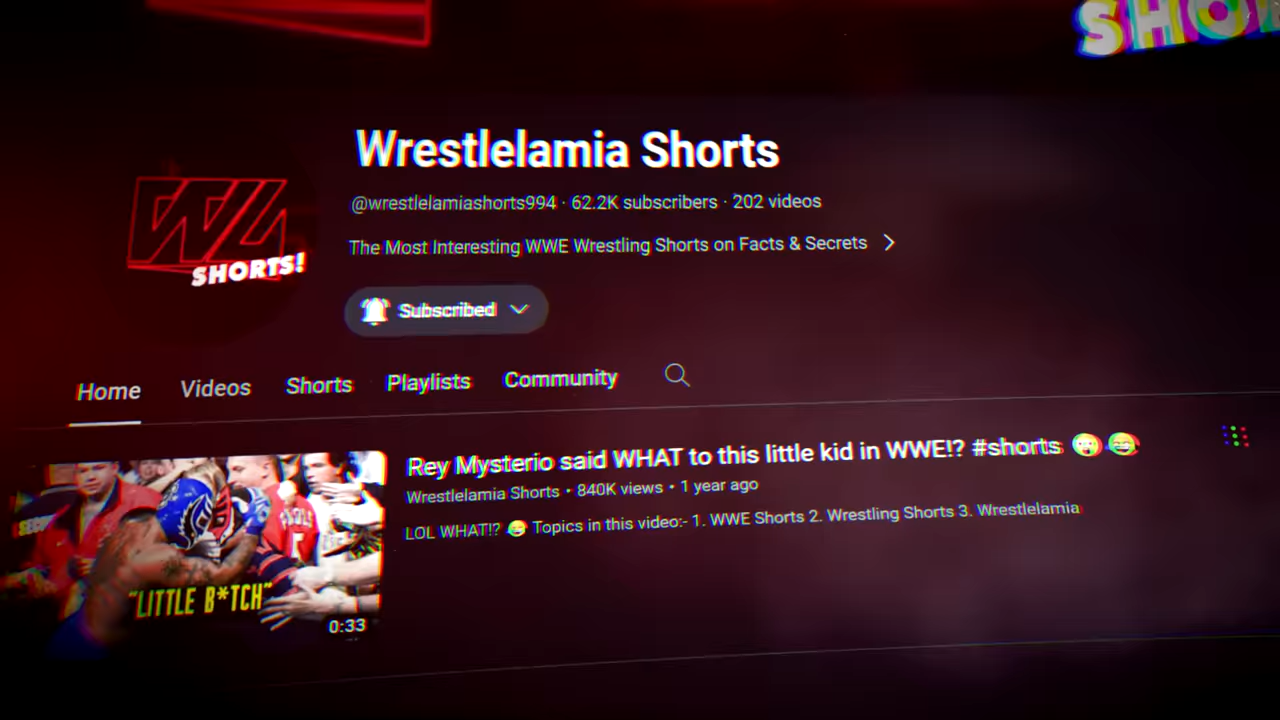 SHO
Wrestlelamia Shorts
@wrestlelamiashorts994 · 62.2K subscribers · 202 videos
The Most Interesting WWE Wrestling Shorts on Facts & Secrets
WL
SHORTS!
Subscribed
Home Videos Shorts Playlists Community
Rey Mysterio said WHAT to this little kid in WWE!? #shorts 😲😂
Wrestlelamia Shorts • 840K views • 1 year ago
LOL WHAT!? 😂 Topics in this video:- 1. WWE Shorts 2. Wrestling Shorts 3. Wrestlelamia
"LITTLE B*TCH"
0:33